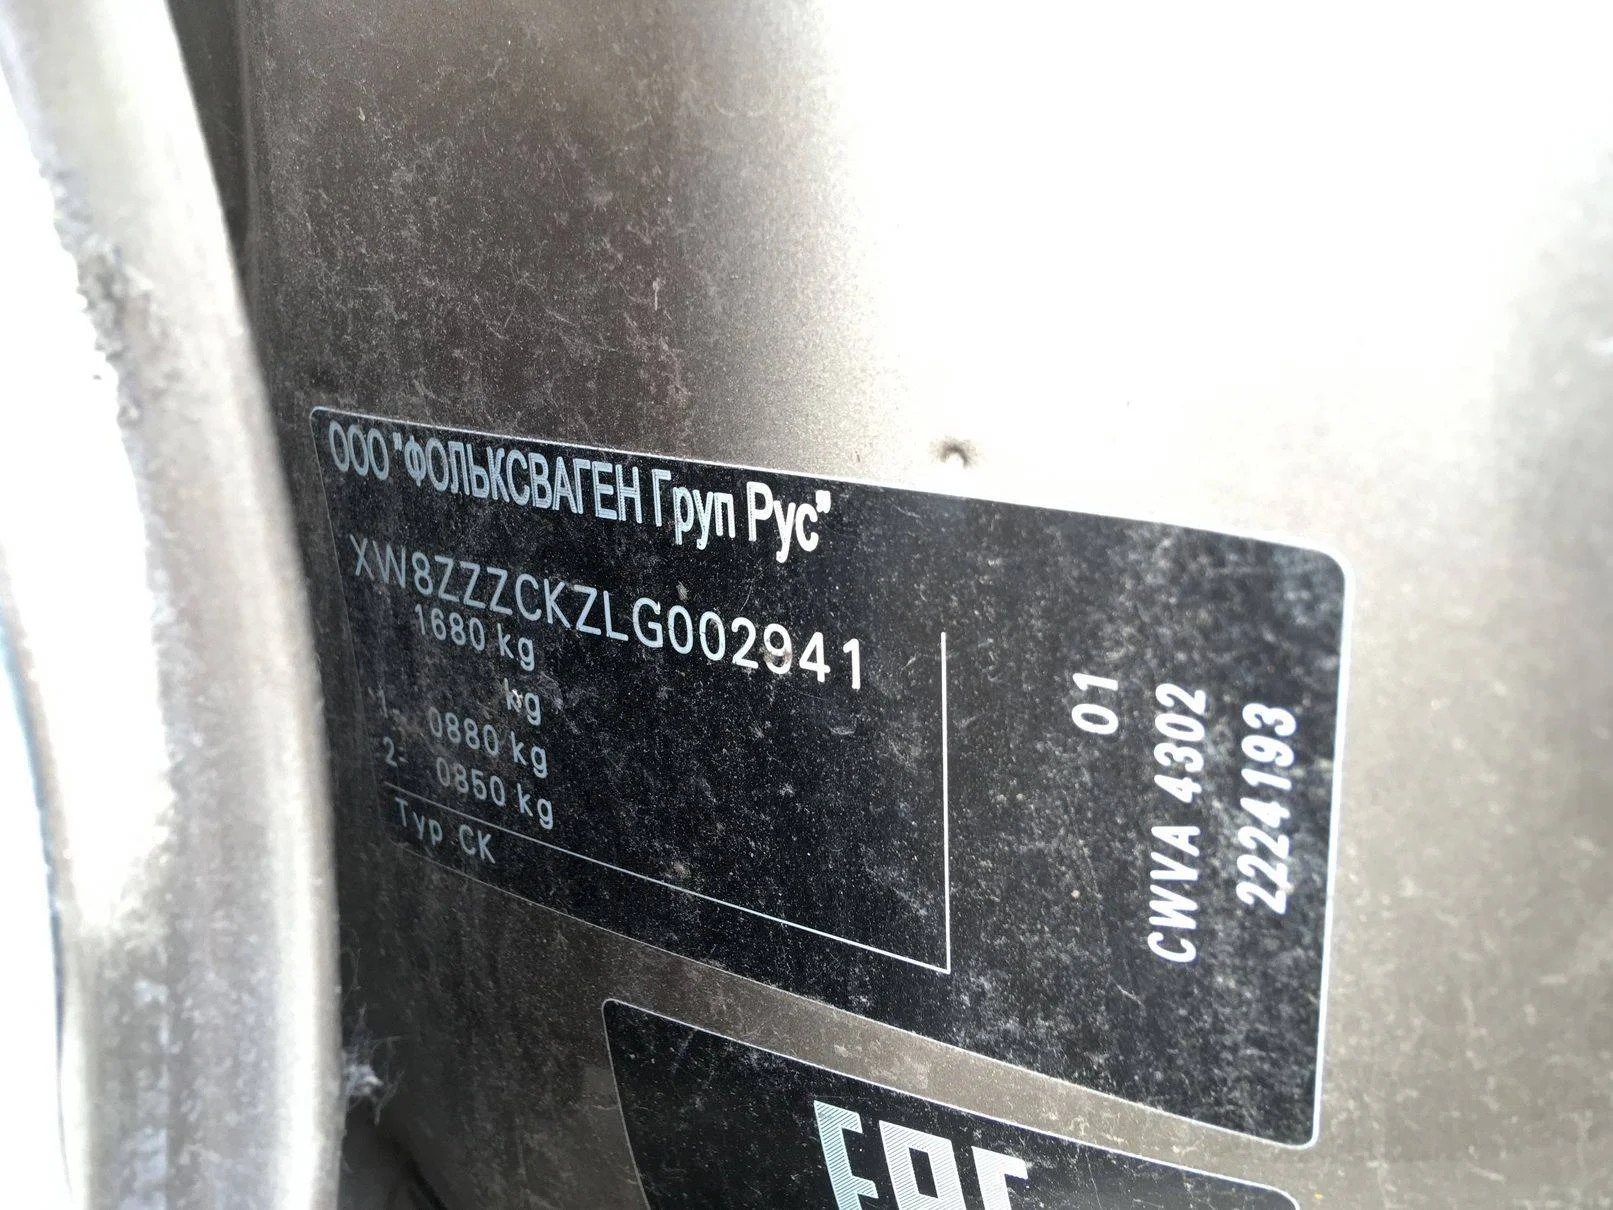 ООО "ФОЛЬКСВАГЕН Груп Рус"
XW8ZZZCKZLG002941
1680 kg
kg
1- 0880 kg
2- 0850 kg
Typ CK
01
CWVA 4302
2224193
EAC